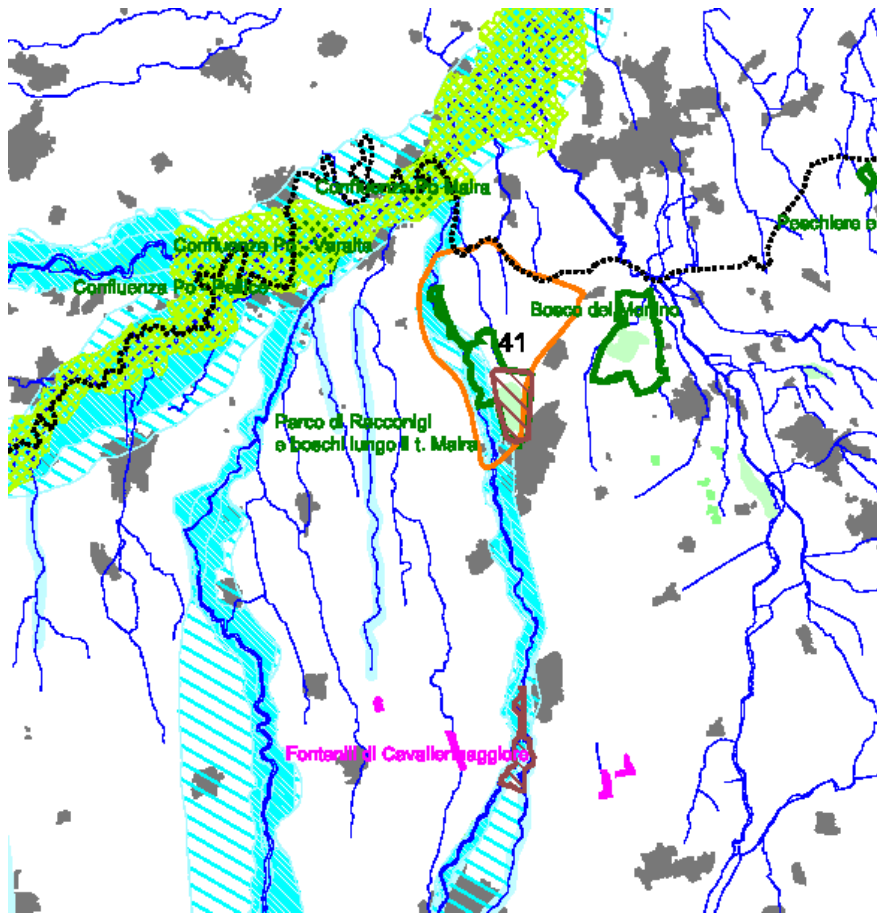 Confluenza Po-Maira
Confluenza Po - Varaita
Peschiere e
Confluenza Po - Pellice
Bosco del Merlino
41
Parco di Racconigi
e boschi lungo il t. Maira
Fontanili di Cavallermaggiore